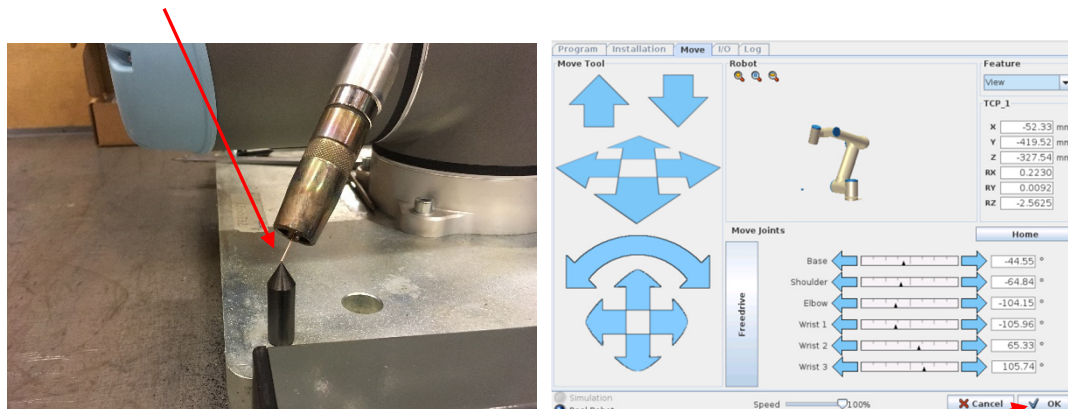 Program Installation Move I/O Log
Move Tool
Robot
Feature
View
TCP_1
X -52.33 mm
Y -419.52 mm
Z -327.54 mm
RX 0.2230
RY 0.0092
RZ -2.5625
Move Joints
Home
Freedrive
Base -44.55 °
Shoulder -64.84 °
Elbow -104.15 °
Wrist 1 -105.96 °
Wrist 2 65.33 °
Wrist 3 105.74 °
Simulation
Real Robot
Speed 100%
Cancel
OK